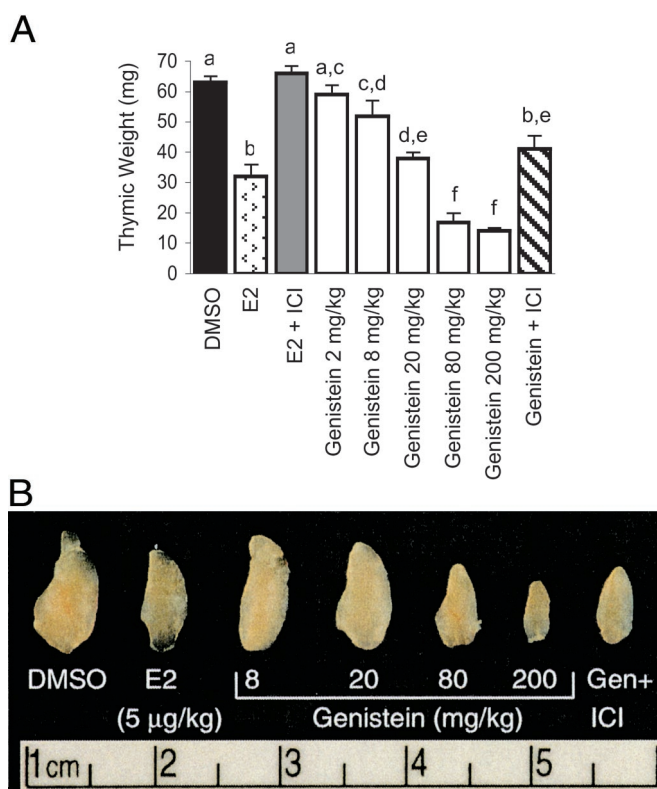 A
Thymic Weight (mg)
70
60
50
40
30
20
10
0
a
b
a
a,c
c,d
d,e
f
f
b,e
DMSO
E2
E2 + ICI
Genistein 2 mg/kg
Genistein 8 mg/kg
Genistein 20 mg/kg
Genistein 80 mg/kg
Genistein 200 mg/kg
Genistein + ICI
B
DMSO E2 8 20 80 200 Gen+
(5 µg/kg) Genistein (mg/kg) ICI
1cm 2 3 4 5